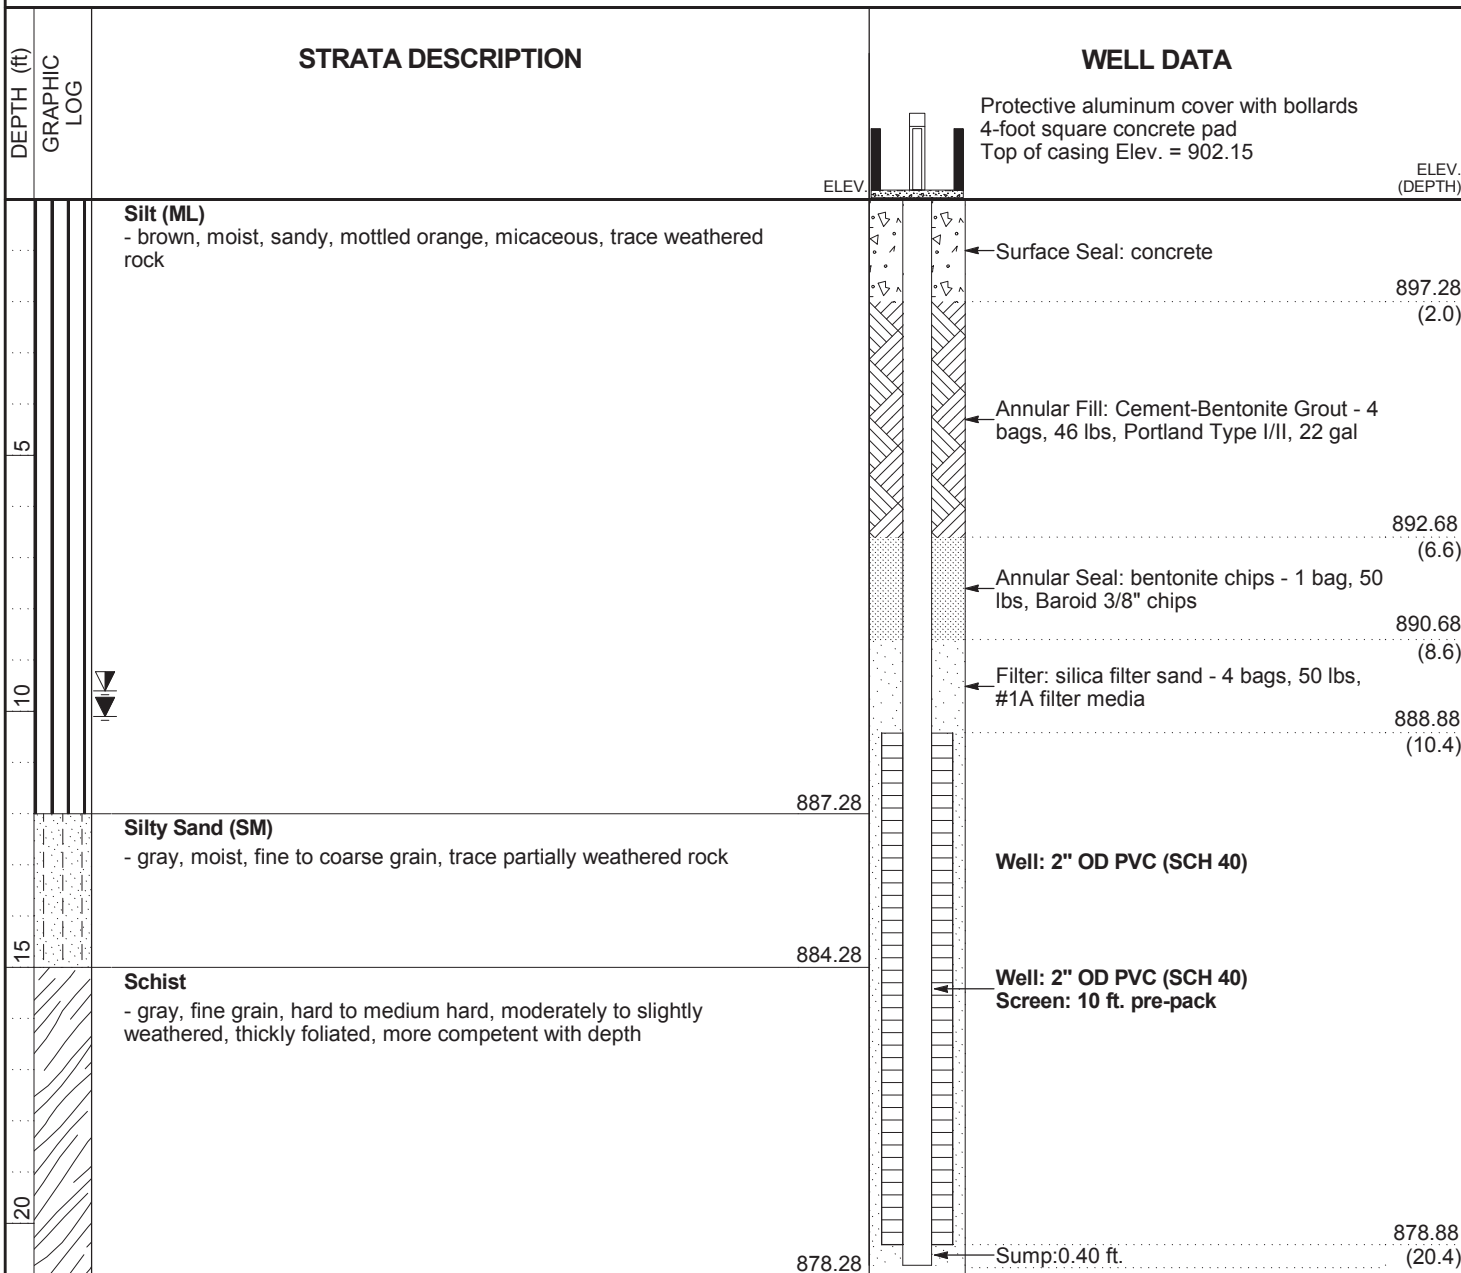 DEPTH (ft)
GRAPHIC
LOG
STRATA DESCRIPTION
ELEV.
WELL DATA
Protective aluminum cover with bollards
4-foot square concrete pad
Top of casing Elev. = 902.15
ELEV.
(DEPTH)
Silt (ML)
- brown, moist, sandy, mottled orange, micaceous, trace weathered
rock
Surface Seal: concrete
897.28
(2.0)
Annular Fill: Cement-Bentonite Grout - 4
bags, 46 lbs, Portland Type I/II, 22 gal
5
892.68
(6.6)
Annular Seal: bentonite chips - 1 bag, 50
lbs, Baroid 3/8" chips
890.68
(8.6)
Filter: silica filter sand - 4 bags, 50 lbs,
#1A filter media
10
888.88
(10.4)
887.28
Silty Sand (SM)
- gray, moist, fine to coarse grain, trace partially weathered rock
Well: 2" OD PVC (SCH 40)
15
884.28
Schist
- gray, fine grain, hard to medium hard, moderately to slightly
weathered, thickly foliated, more competent with depth
Well: 2" OD PVC (SCH 40)
Screen: 10 ft. pre-pack
20
878.88
(20.4)
Sump:0.40 ft.
878.28